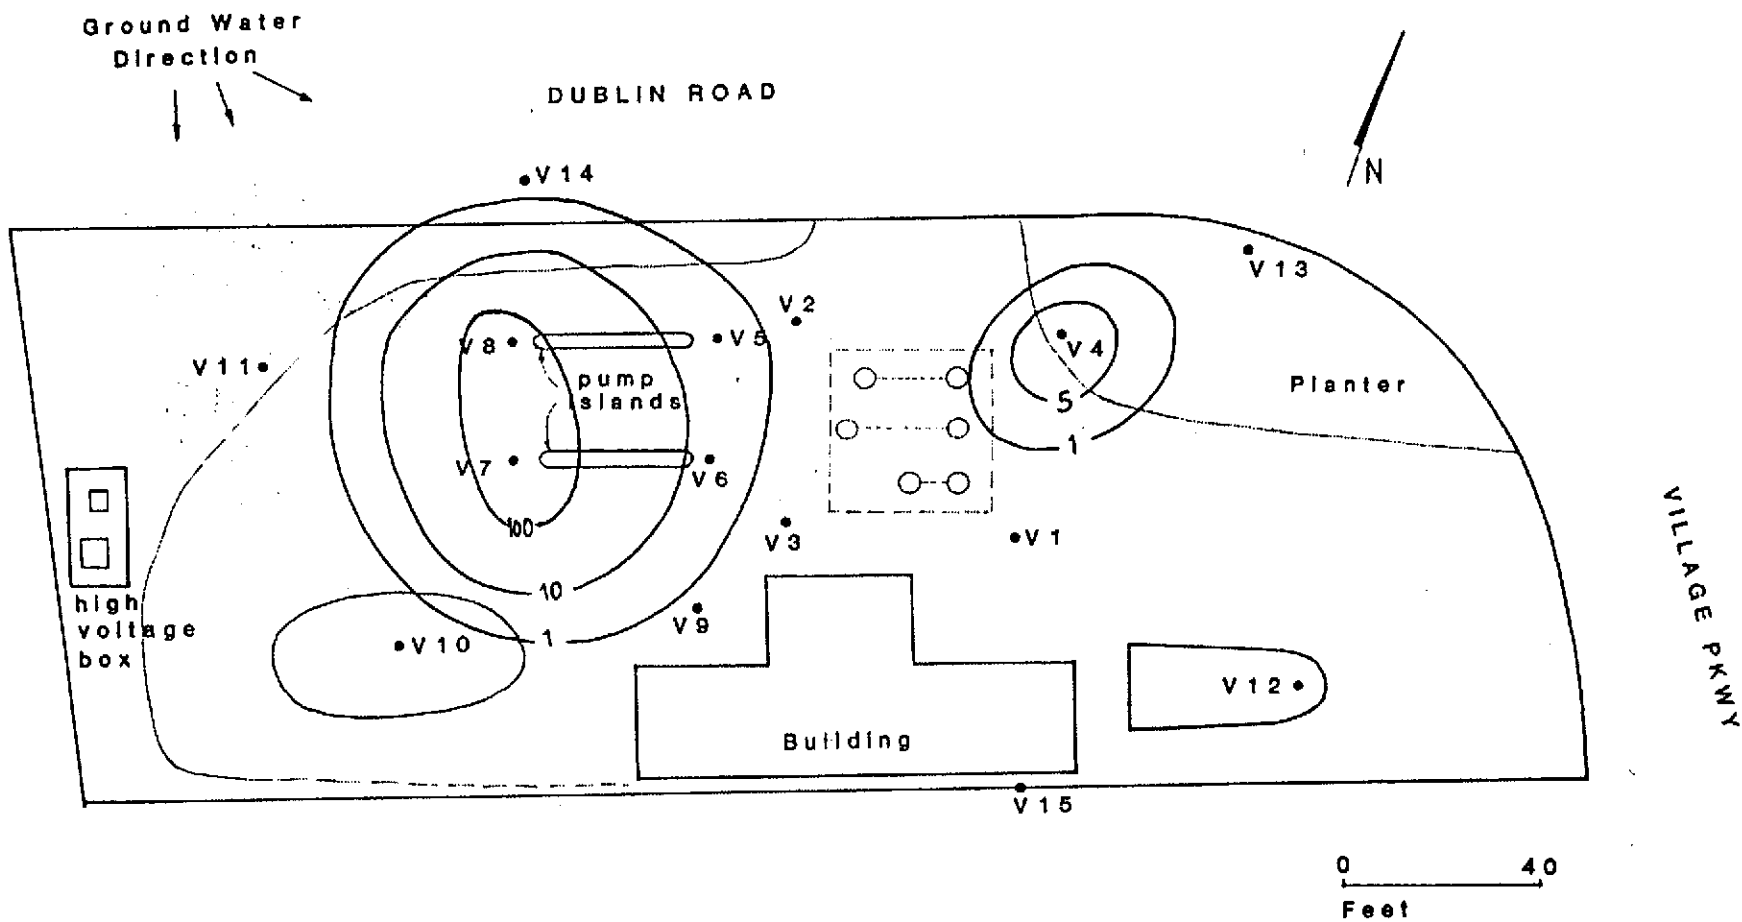 Ground Water
Direction
DUBLIN ROAD
N
V14
V13
V2
V8
V5
V4
V11
pump
islands
Planter
5
1
V7
V6
100
V3
V1
VILLAGE PKWY
10
high
voltage
box
1
V9
V10
V12
Building
V15
0 40
Feet